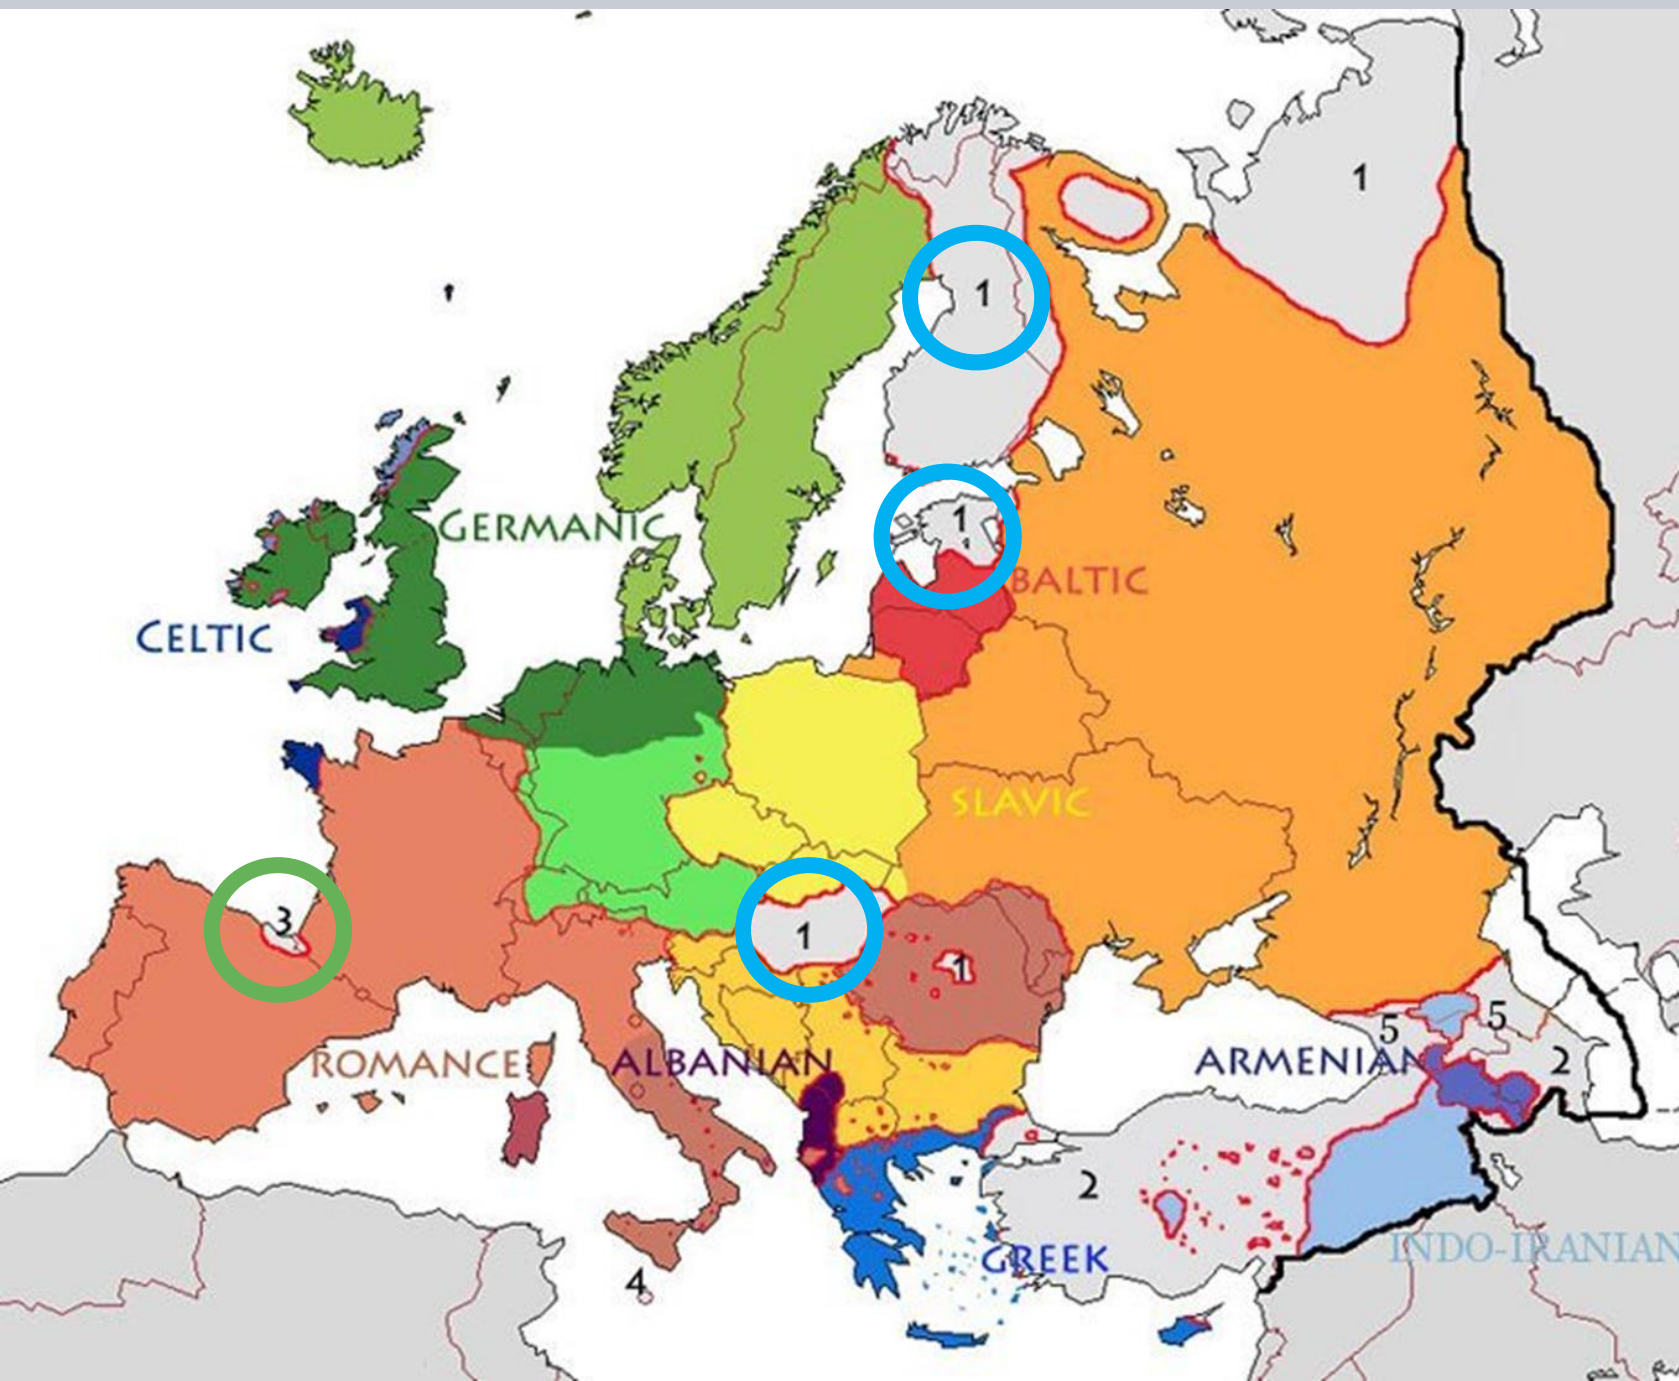 1
1
GERMANIC
1
BALTIC
CELTIC
SLAVIC
3
1
1
5
5
ROMANCE
ALBANIAN
ARMENIAN
2
2
GREEK
INDO-IRANIAN
4